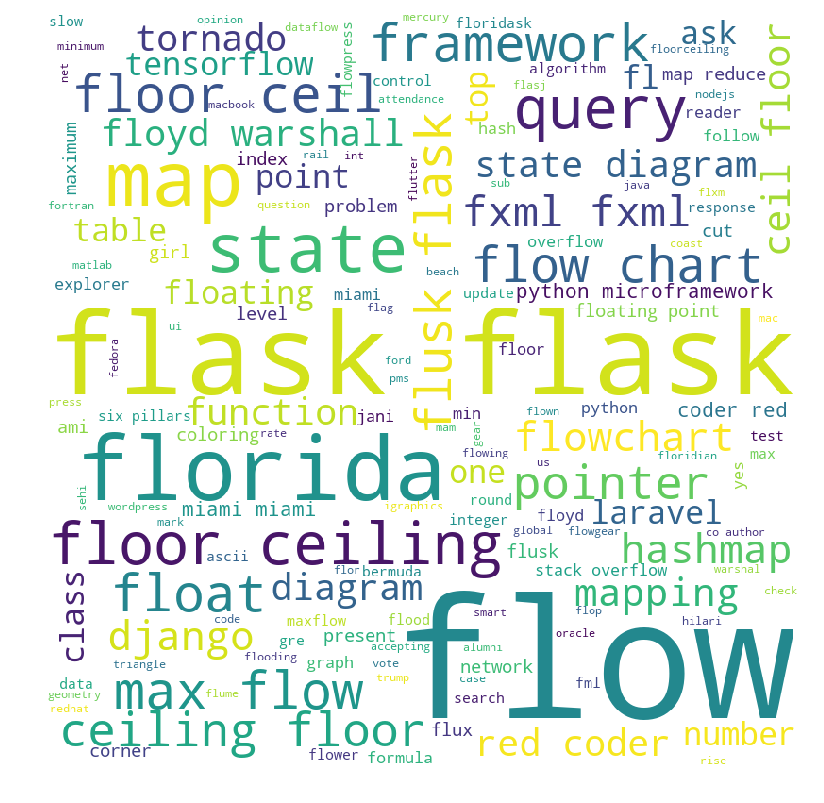 slow
opinion
dataflow
mercury
floridask
ask
minimum
tornado
flowpress
framework
floorceiling
ceil floor
net
tensorflow
control
top
algorithm
fl
map reduce
floor ceil
macbook
attendance
flasj
query
nodejs
reader
maximum
floyd warshall
flusk flask
hash
follow
index
rail
int
flutter
state diagram
map
point
sub
java
flxm
fortran
question
problem
fxml fxml
response
table
state
cut
girl
overflow
coast
matlab
beach
flow chart
explorer
floating
miami
update
python microframework
level
flag
floating point
ui
mac
flask
flask
fedora
ford
floor
pms
press
six pillars
function
jani
min
flown
python
coder red
ami
coloring
rate
mam
gear
flowchart
test
florida
flowing
floridian
max
us
yes
sehi
one
pointer
wordpress
miami miami
igraphics
round
laravel
mark
integer
floyd
global
flowgear
co author
floor ceiling
ascii
flusk
hashmap
class
flor
bermuda
stack overflow
warshal
float
diagram
mapping
check
code
maxflow
flood
smart
flop
django
gre
present
accepting
flow
hilari
oracle
triangle
flooding
graph
vote
alumni
network
data
max flow
trump
case
fml
geometry
flume
search
redhat
ceiling floor
flux
number
corner
flower
formula
red coder
risc